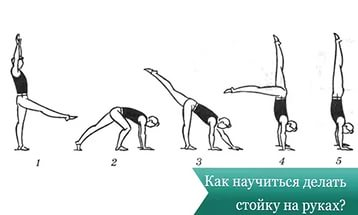 1 2 3 4 5
Как научиться делать
стойку на руках?